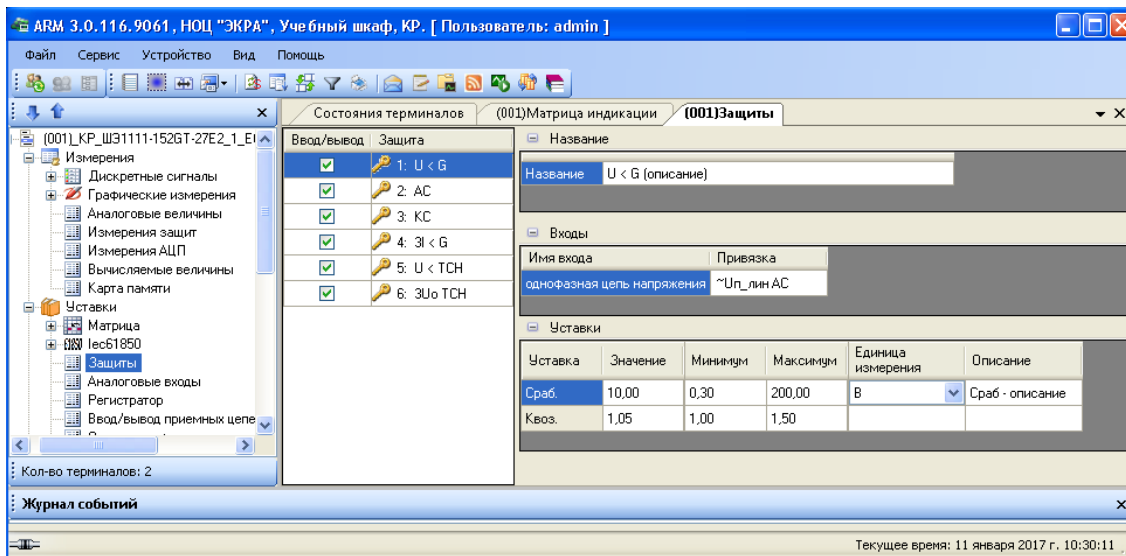 ARM 3.0.116.9061, НОЦ "ЭКРА", Учебный шкаф, КР. [ Пользователь: admin ]
Файл Сервис Устройство Вид Помощь
Состояния терминалов (001)Матрица индикации (001)Защиты
(001)_KP_ШЭ1111-152GT-27E2_1_
Измерения
Дискретные сигналы
Графические измерения
Аналоговые величины
Измерения защит
Измерения АЦП
Вычисляемые величины
Карта памяти
Уставки
Матрица
Iec61850
Защиты
Аналоговые входы
Регистратор
Ввод/вывод приемных цепе
Кол-во терминалов: 2
Ввод/вывод Защита
1: U < G
2: AC
3: KC
4: 3I < G
5: U < ТСН
6: 3Uo ТСН
Название
Название U < G (описание)
Входы
Имя входа Привязка
однофазная цепь напряжения ~Uп_лин АС
Уставки
Уставка Значение Минимум Максимум Единица измерения Описание
Сраб. 10,00 0,30 200,00 В Сраб - описание
Квоз. 1,05 1,00 1,50
Журнал событий
Текущее время: 11 января 2017 г. 10:30:11